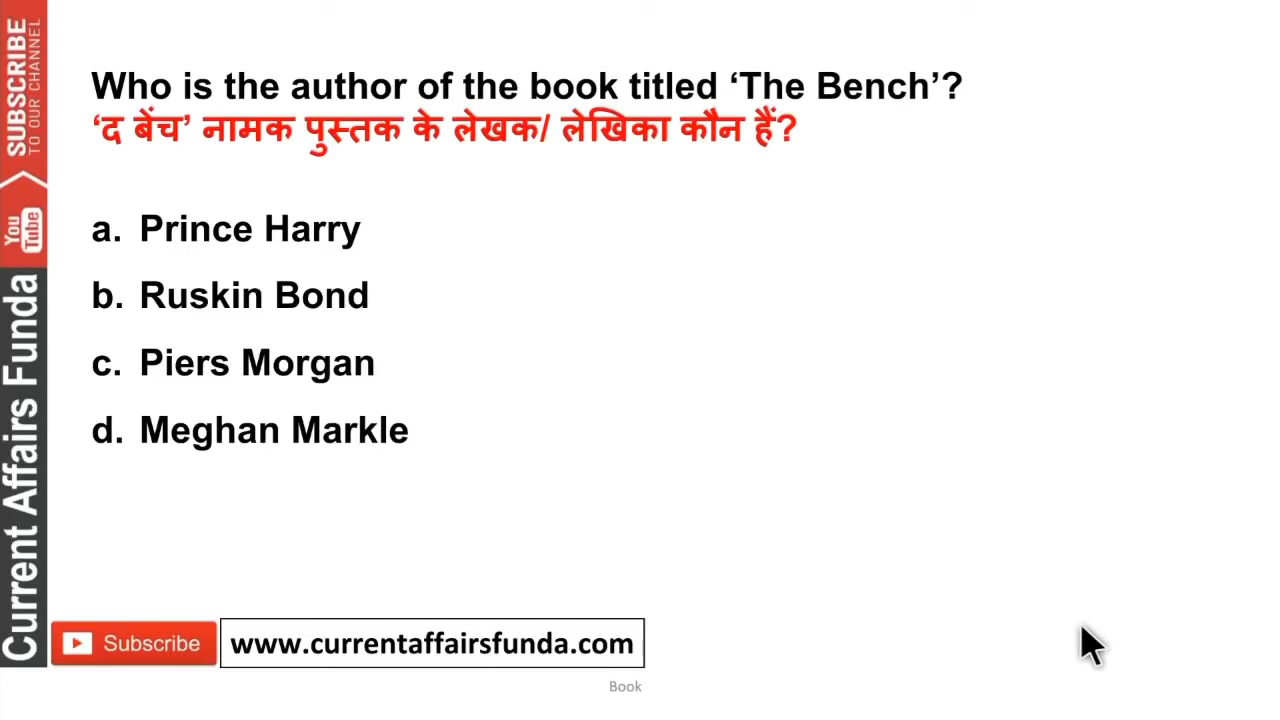 Who is the author of the book titled ‘The Bench’?
‘द बेंच’ नामक पुस्तक के लेखक/ लेखिका कौन हैं?
a. Prince Harry
b. Ruskin Bond
c. Piers Morgan
d. Meghan Markle
SUBSCRIBE
TO OUR CHANNEL
You
Tube
Current Affairs Funda
Subscribe
www.currentaffairsfunda.com
Book